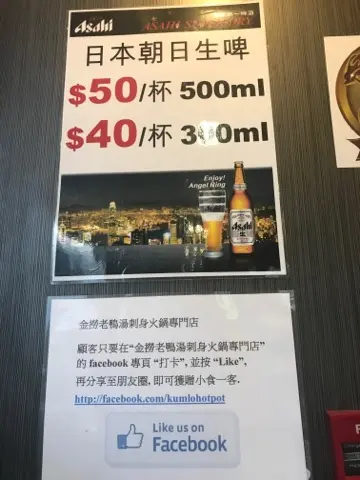 Asahi ASAHI SUPER DRY
日本朝日生啤
$50/杯 500ml
$40/杯 300ml
Enjoy!
Angel Ring
金撈老鴨湯刺身火鍋專門店
顧客只要在“金撈老鴨湯刺身火鍋專門店”
的 facebook 專頁 “打卡”, 並按 “Like”,
再分享至朋友圈, 即可獲贈小食一客.
http://facebook.com/kumlohotpot
Like us on
Facebook